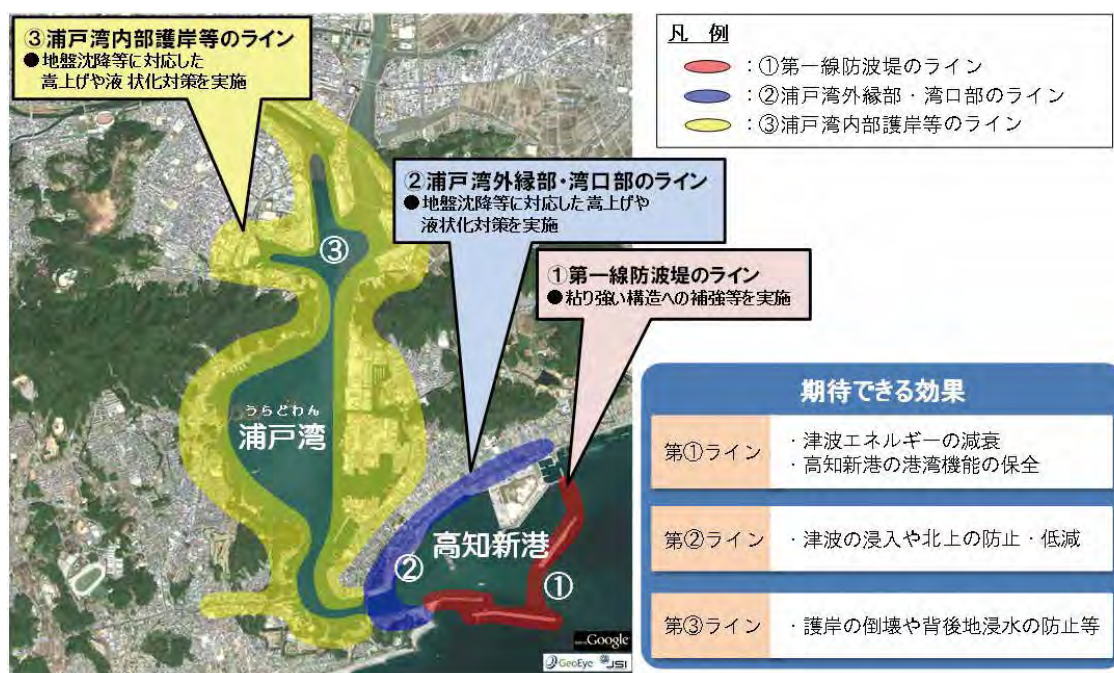 ③浦戸湾内部護岸等のライン
●地盤沈降等に対応した
嵩上げや液 状化対策を実施
②浦戸湾外縁部・湾口部のライン
●地盤沈降等に対応した嵩上げや
液状化対策を実施
①第一線防波堤のライン
●粘り強い構造への補強等を実施
凡 例
:①第一線防波堤のライン
:②浦戸湾外縁部・湾口部のライン
:③浦戸湾内部護岸等のライン
③
うらどわん
浦戸湾
高知新港
②
①
Google
GeoEye
JSI
期待できる効果
第①ライン
・津波エネルギーの減衰
・高知新港の港湾機能の保全
第②ライン
・津波の浸入や北上の防止・低減
第③ライン
・護岸の倒壊や背後地浸水の防止等